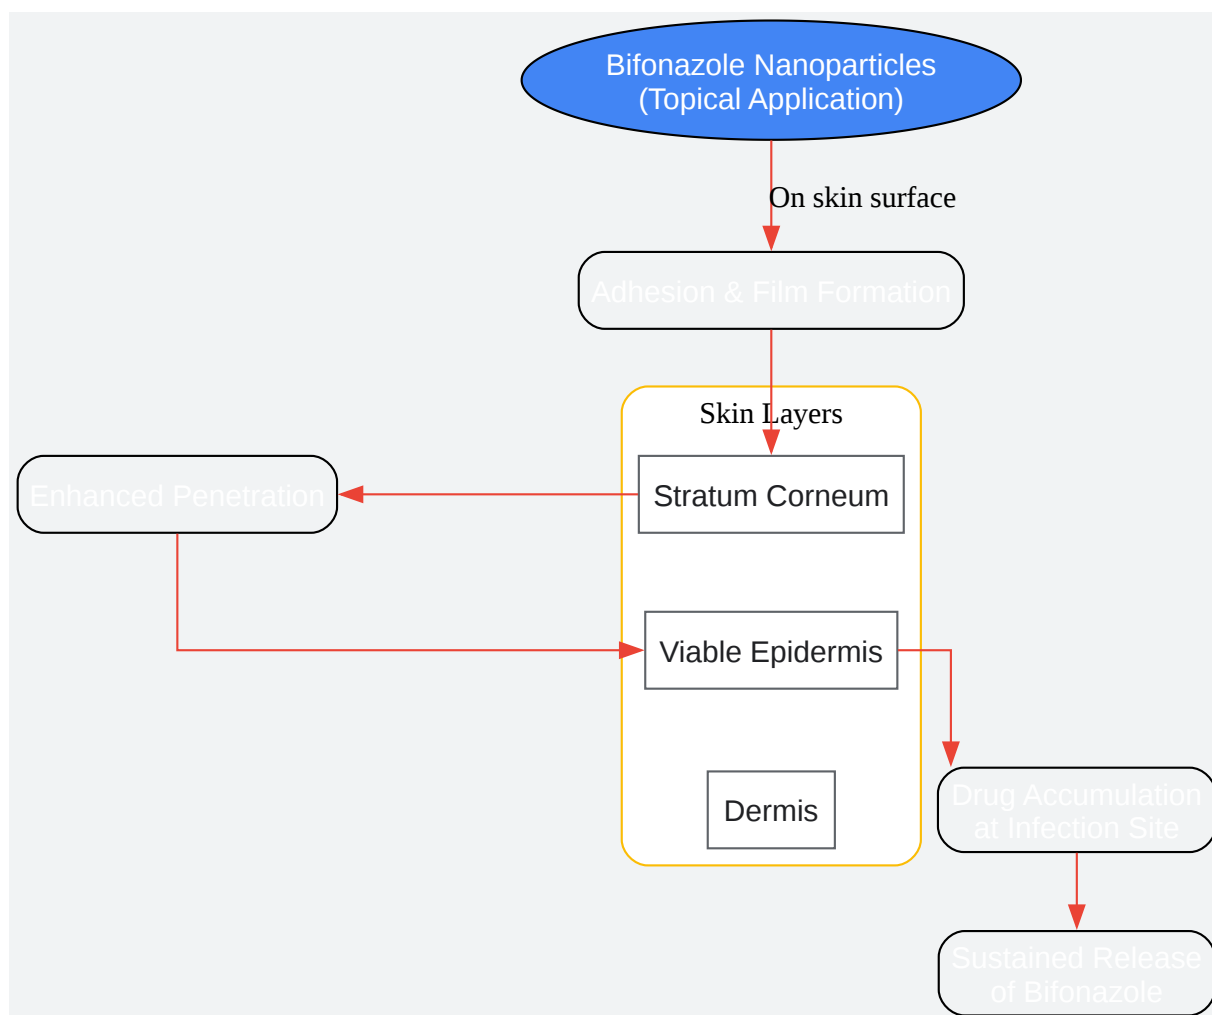 Bifonazole Nanoparticles
(Topical Application)
On skin surface
Adhesion & Film Formation
Skin Layers
Enhanced Penetration
Stratum Corneum
Viable Epidermis
Dermis
Drug Accumulation
at Infection Site
Sustained Release
of Bifonazole